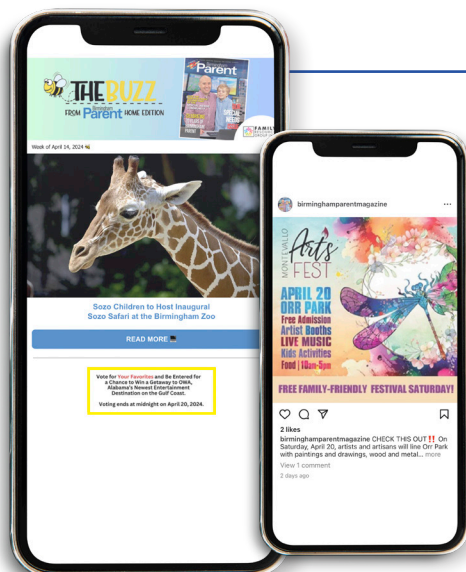 THE BUZZ
FROM Birmingham Parent HOME EDITION
Parent
FAMILY
Week of April 14, 2024
Sozo Children to Host Inaugural
Sozo Safari at the Birmingham Zoo
READ MORE
Vote for Your Favorites and Be Entered for
a Chance to Win a Getaway to OWA,
Alabama's Newest Entertainment
Destination on the Gulf Coast.
Voting ends at midnight on April 20, 2024.
birminghamparentmagazine
MONTEVALLO
Arts
FEST
APRIL 20
ORR PARK
Free Admission
Artist Booths
LIVE MUSIC
Kids Activities
Food | 10am-5pm
FREE FAMILY-FRIENDLY FESTIVAL SATURDAY!
2 likes
birminghamparentmagazine CHECK THIS OUT ‼️ On
Saturday, April 20, artists and artisans will line Orr Park
with paintings and drawings, wood and metal... more
View 1 comment
2 days ago